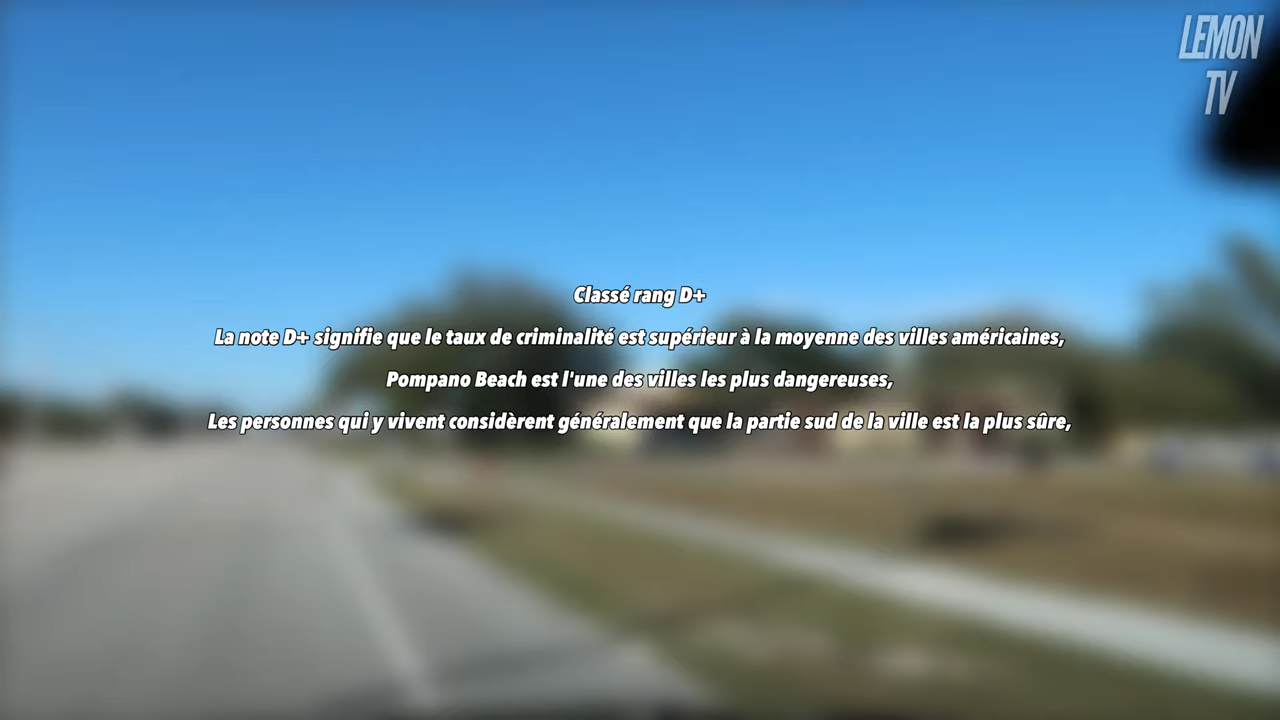 LEMON
TV
Classé rang D+
La note D+ signifie que le taux de criminalité est supérieur à la moyenne des villes américaines,
Pompano Beach est l'une des villes les plus dangereuses,
Les personnes qui y vivent considèrent généralement que la partie sud de la ville est la plus sûre,